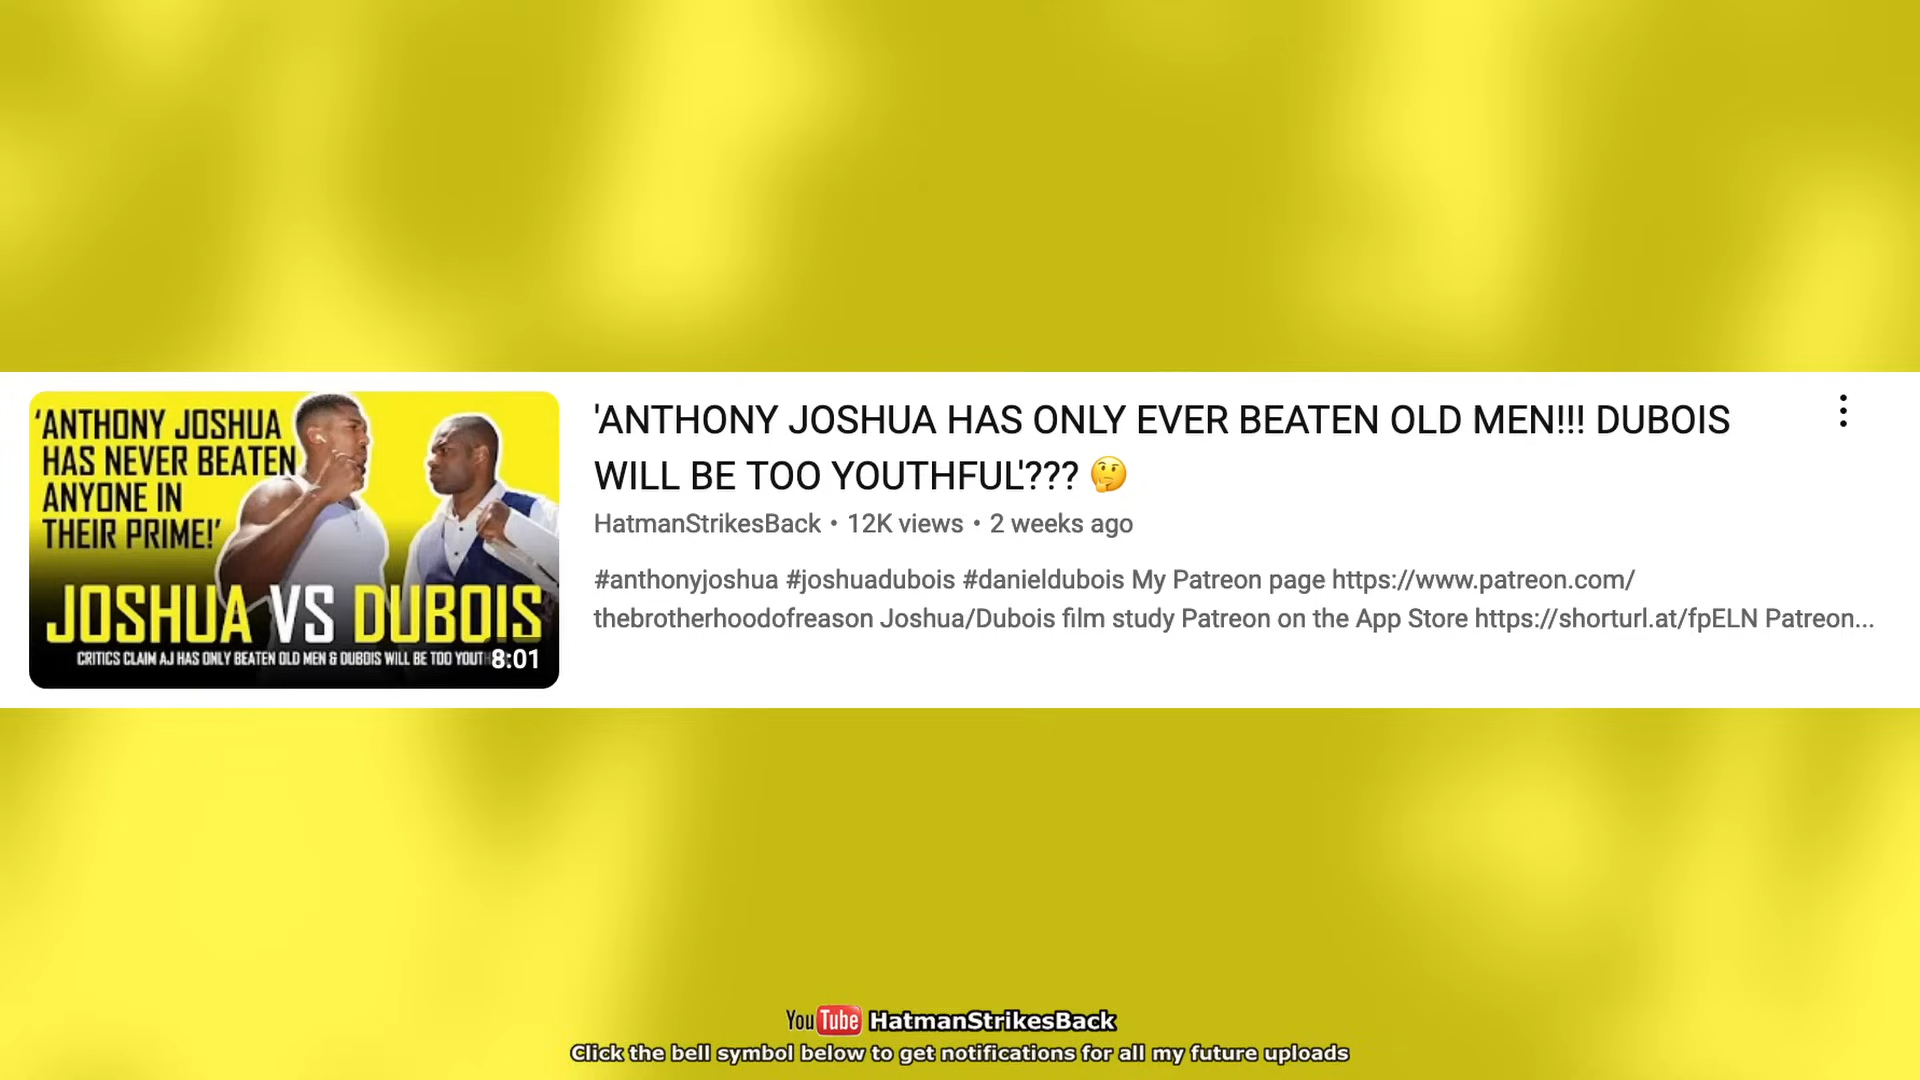 'ANTHONY JOSHUA
HAS NEVER BEATEN
ANYONE IN
THEIR PRIME!'
JOSHUA VS DUBOIS
CRITICS CLAIM AJ HAS ONLY BEATEN OLD MEN & DUBOIS WILL BE TOO
8:01
'ANTHONY JOSHUA HAS ONLY EVER BEATEN OLD MEN!!! DUBOIS
WILL BE TOO YOUTHFUL'??? 🤔
HatmanStrikesBack • 12K views • 2 weeks ago
#anthonyjoshua #joshuadubois #danieldubois My Patreon page https://www.patreon.com/
thebrotherhoodofreason Joshua/Dubois film study Patreon on the App Store https://shorturl.at/fpELN Patreon...
YouTube HatmanStrikesBack
Click the bell symbol below to get notifications for all my future uploads